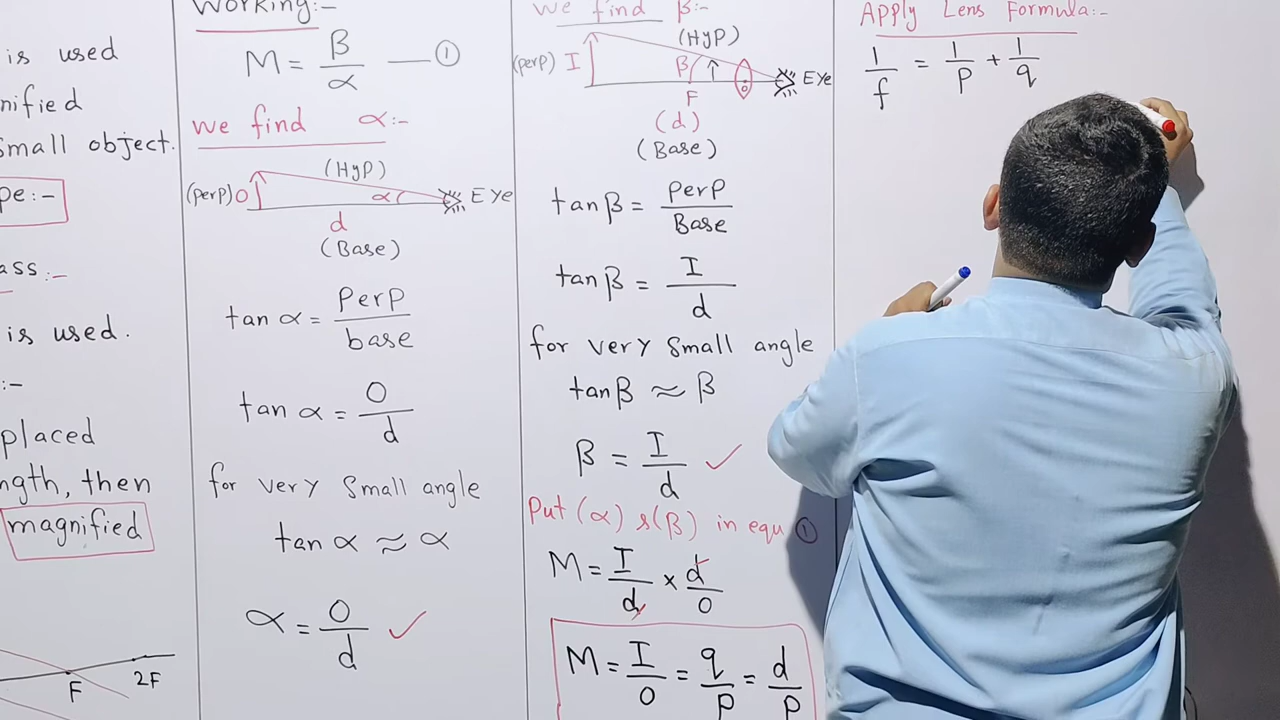 is used
nified
small object.
pe:-
ass:-
is used.
:-
placed
ngth, then
magnified
F 2F
Working:-
M = β/α —— ①
We find α:-
(HyP)
(PerP) O α EYe
d
(Base)
tan α = PerP/base
tan α = O/d
for very Small angle
tan α ≈ α
α = O/d ✓
We find β:-
(HyP)
(perp) I β EYe
F o
(d)
(Base)
tan β = PerP/Base
tan β = I/d
for very Small angle
tan β ≈ β
β = I/d ✓
Put (α) &(β) in equ ①
M = I/d × d/O
M = I/O = q/P = d/P
Apply Lens Formula:-
1/f = 1/P + 1/q